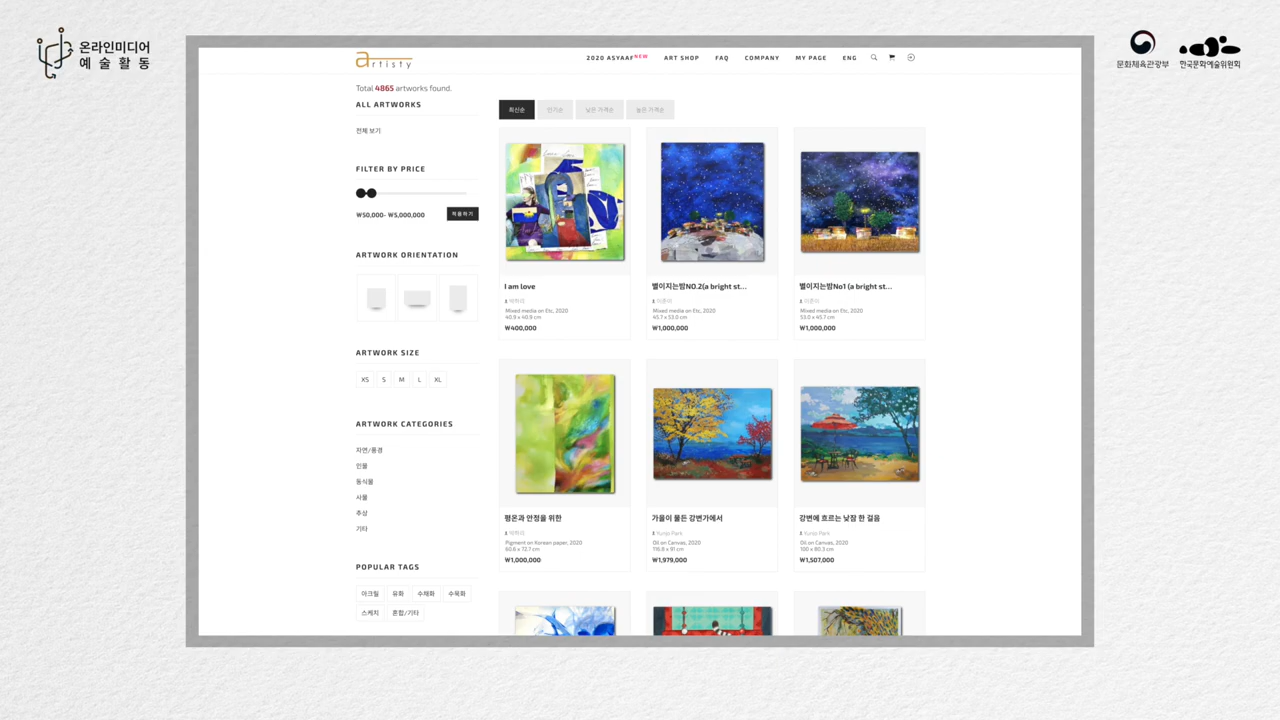 온라인미디어
예술활동
문화체육관광부
한국문화예술위원회
artisty
2020 ASYAAF NEW
ART SHOP
FAQ
COMPANY
MY PAGE
ENG
Total 4865 artworks found.
ALL ARTWORKS
전체 보기
FILTER BY PRICE
₩50,000- ₩5,000,000
적용하기
ARTWORK ORIENTATION
ARTWORK SIZE
XS S M L XL
ARTWORK CATEGORIES
자연/풍경
인물
동식물
사물
추상
기타
POPULAR TAGS
아크릴 유화 수채화 수묵화
스케치 혼합/기타
최신순 인기순 낮은 가격순 높은 가격순
I am love
Mixed media on Etc, 2020
40.9 x 40.9 cm
₩400,000
별이지는밤NO.2(a bright st...
Mixed media on Etc, 2020
45.7 x 53.0 cm
₩1,000,000
별이지는밤No1 (a bright st...
Mixed media on Etc, 2020
53.0 x 45.7 cm
₩1,000,000
평온과 안정을 위한
Pigment on Korean paper, 2020
60.6 x 72.7 cm
₩1,000,000
가을이 물든 강변가에서
Yunji Park
Oil on Canvas, 2020
116.8 x 91 cm
₩1,979,000
강변에 흐르는 낮잠 한 걸음
Yunji Park
Oil on Canvas, 2020
100 x 80.3 cm
₩1,507,000